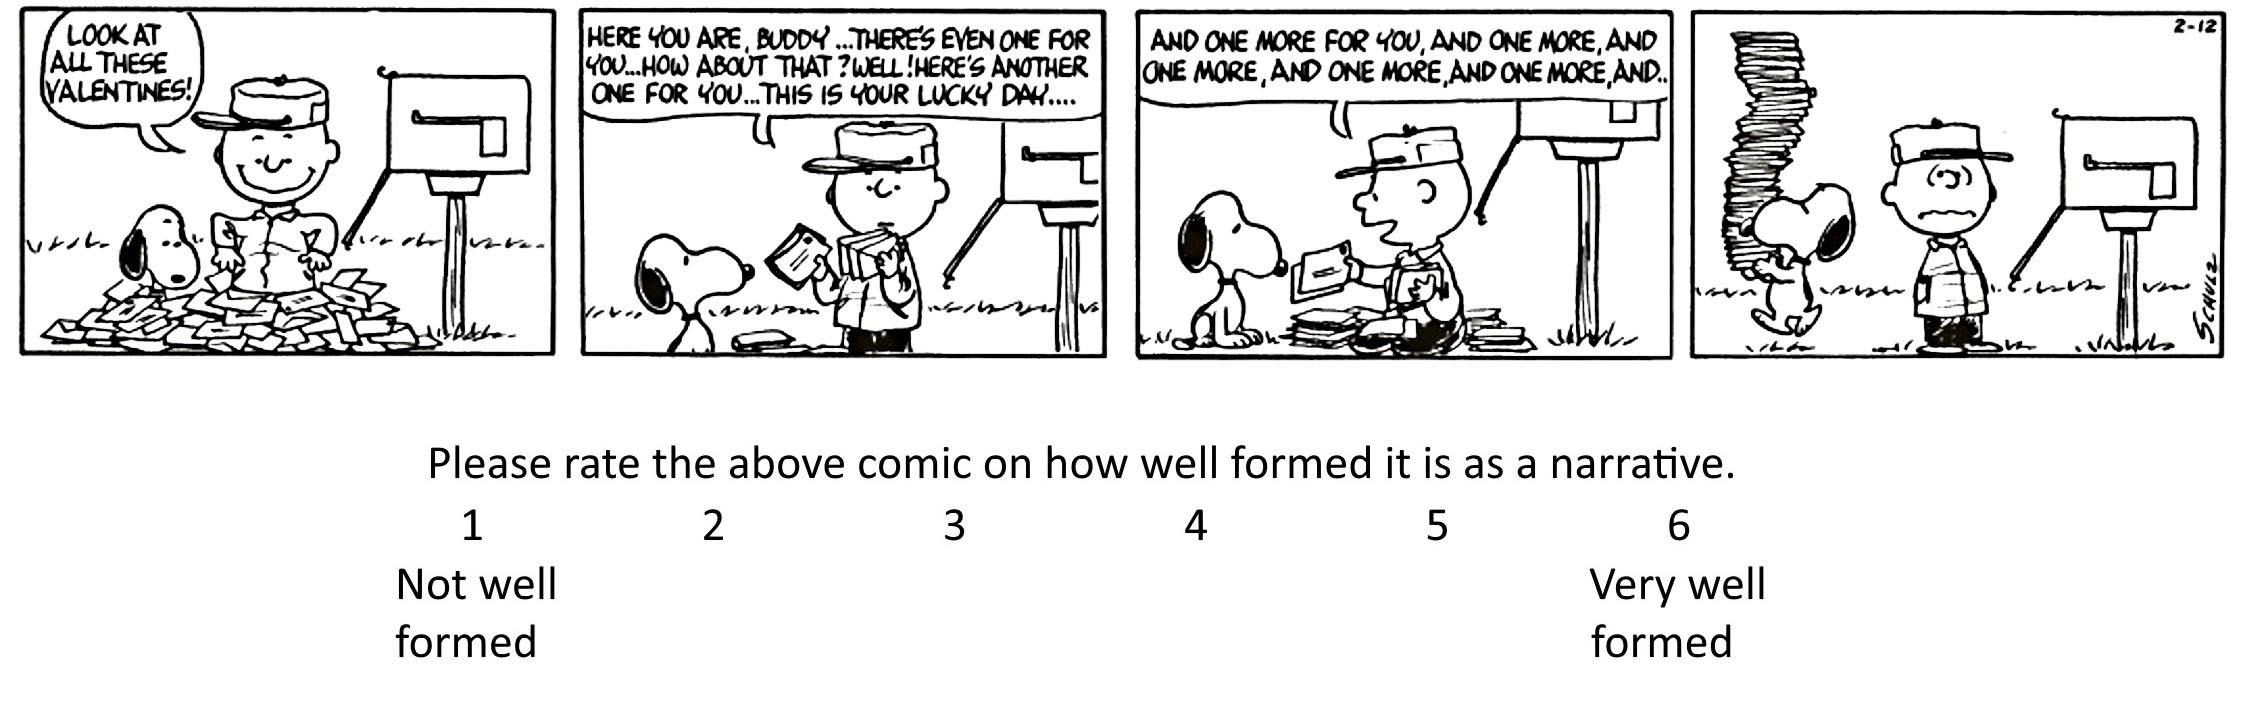 LOOK AT
ALL THESE
VALENTINES!
HERE YOU ARE, BUDDY ...THERE'S EVEN ONE FOR
YOU...HOW ABOUT THAT? WELL! HERE'S ANOTHER
ONE FOR YOU...THIS IS YOUR LUCKY DAY....
AND ONE MORE FOR YOU, AND ONE MORE, AND
ONE MORE, AND ONE MORE, AND ONE MORE, AND..
2-12
SCHULZ
Please rate the above comic on how well formed it is as a narrative.
1 2 3 4 5 6
Not well Very well
formed formed